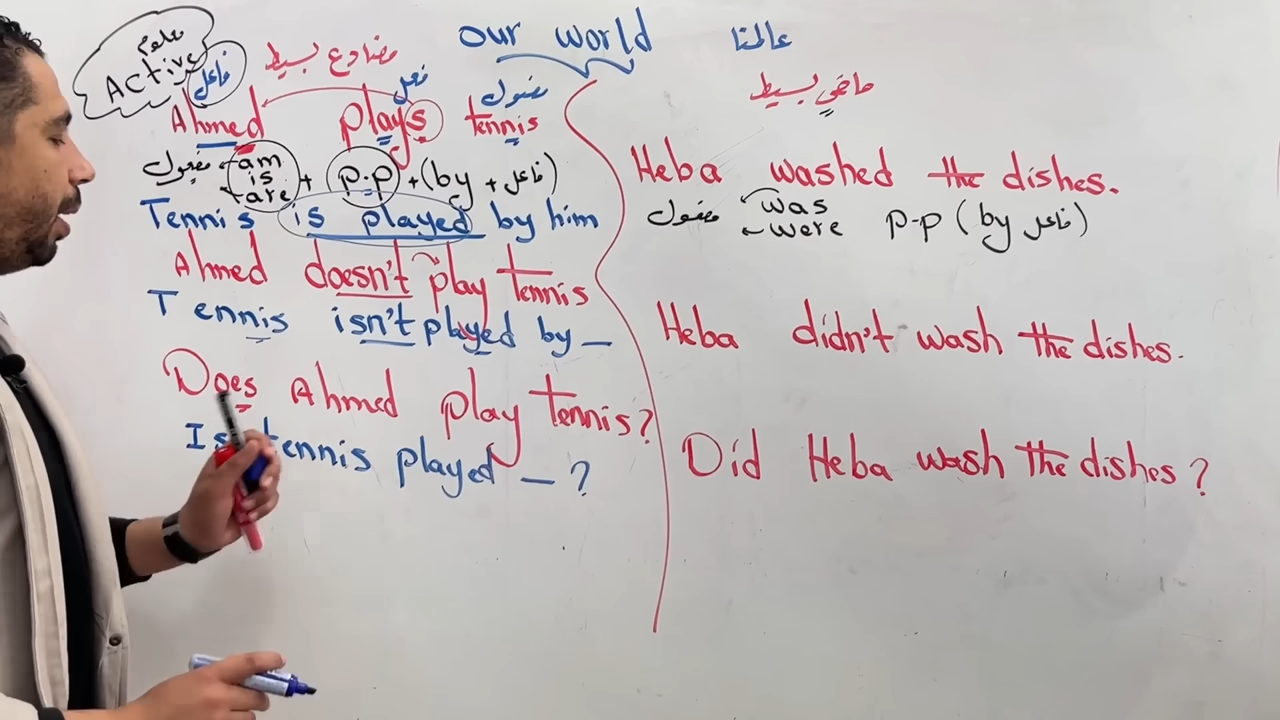 our world عالمنا
معلوم
Active
مضارع بسيط
فاعل فعل مفعول
Ahmed plays tennis
مفعول am is are + p.p + (by + فاعل)
Tennis is played by him
Ahmed doesn't play tennis
Tennis isn't played by _
Does Ahmed play tennis?
Is tennis played _ ?
ماضي بسيط
Heba washed the dishes.
مفعول was were p.p (by فاعل)
Heba didn't wash the dishes.
Did Heba wash the dishes?